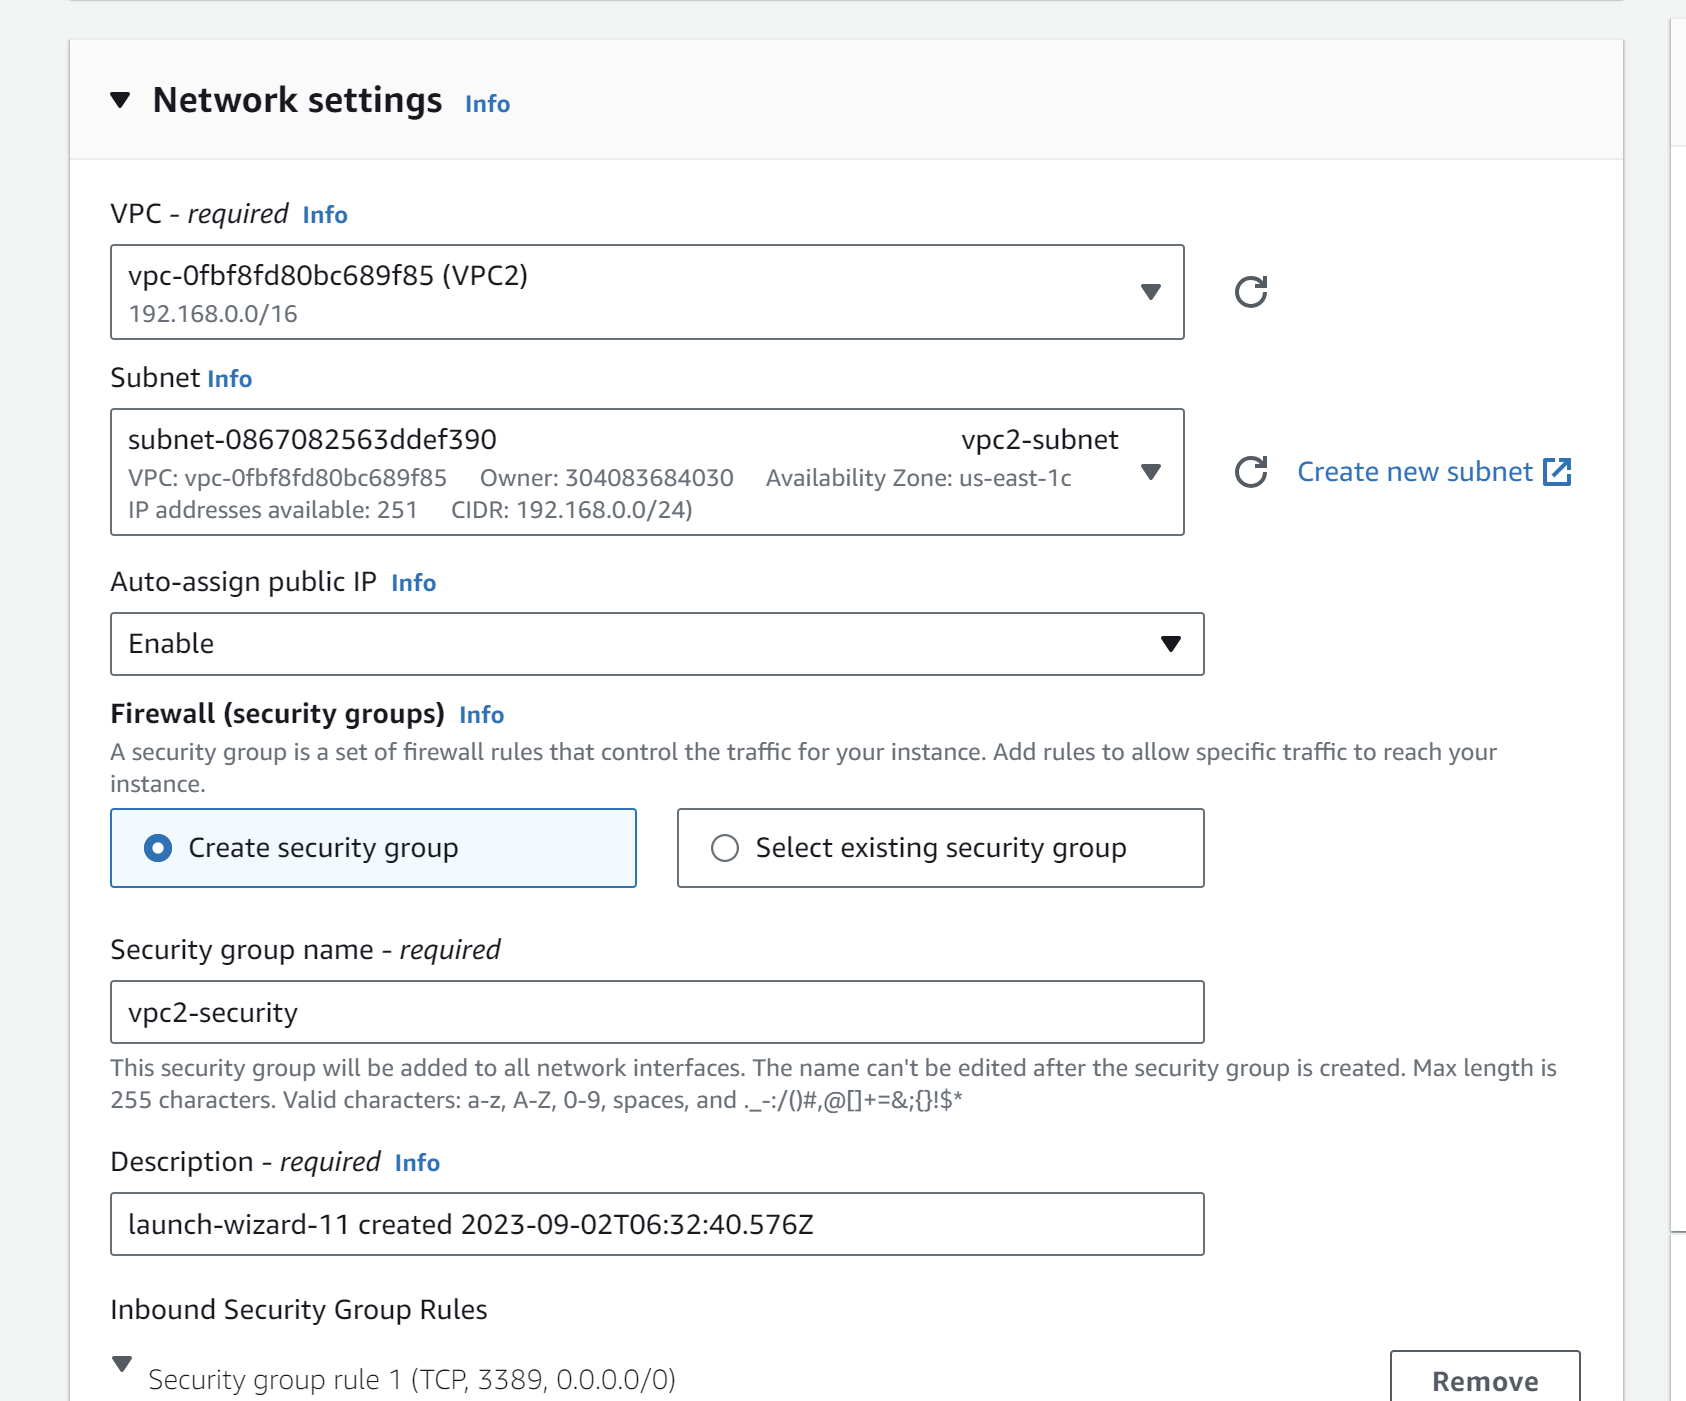 Network settings Info
VPC - required Info
vpc-0fbf8fd80bc689f85 (VPC2)
192.168.0.0/16
Subnet Info
subnet-0867082563ddef390 vpc2-subnet
VPC: vpc-0fbf8fd80bc689f85 Owner: 304083684030 Availability Zone: us-east-1c
IP addresses available: 251 CIDR: 192.168.0.0/24)
Create new subnet
Auto-assign public IP Info
Enable
Firewall (security groups) Info
A security group is a set of firewall rules that control the traffic for your instance. Add rules to allow specific traffic to reach your
instance.
Create security group
Select existing security group
Security group name - required
vpc2-security
This security group will be added to all network interfaces. The name can't be edited after the security group is created. Max length is
255 characters. Valid characters: a-z, A-Z, 0-9, spaces, and ._-:/()#,@[]+=&;{}!$*
Description - required Info
launch-wizard-11 created 2023-09-02T06:32:40.576Z
Inbound Security Group Rules
Security group rule 1 (TCP, 3389, 0.0.0.0/0)
Remove